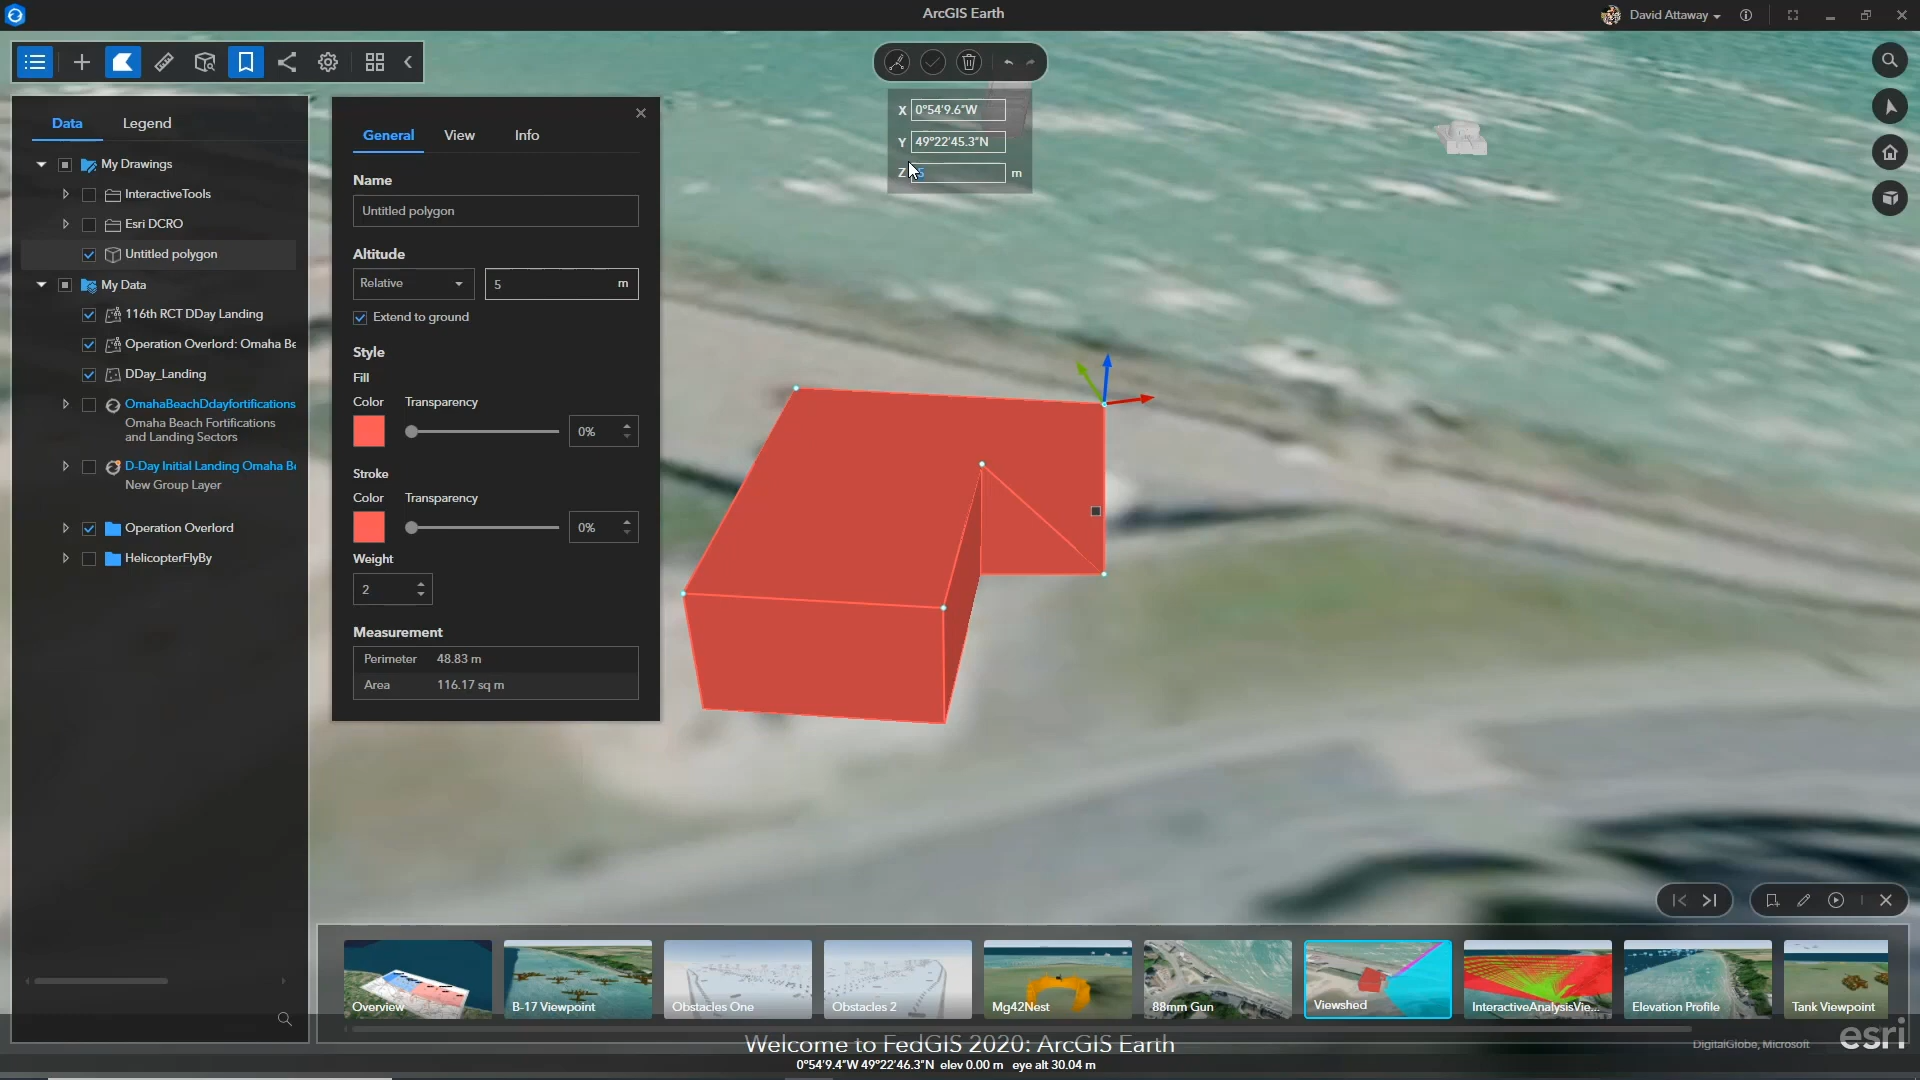 ArcGIS Earth
David Attaway
X 0°54'9.6"W
Y 49°22'45.3"N
Z 5 m
Data Legend
My Drawings
InteractiveTools
Esri DCRO
Untitled polygon
My Data
116th RCT DDay Landing
Operation Overlord: Omaha Be
DDay_Landing
OmahaBeachDdayfortifications
Omaha Beach Fortifications
and Landing Sectors
D-Day Initial Landing Omaha Be
New Group Layer
Operation Overlord
HelicopterFlyBy
General View Info
Name
Untitled polygon
Altitude
Relative 5 m
Extend to ground
Style
Fill
Color Transparency
0%
Stroke
Color Transparency
0%
Weight
2
Measurement
Perimeter 48.83 m
Area 116.17 sq m
Overview
B-17 Viewpoint
Obstacles One
Obstacles 2
Mg42Nest
88mm Gun
Viewshed
InteractiveAnalysisVie...
Elevation Profile
Tank Viewpoint
Welcome to FedGIS 2020: ArcGIS Earth
0°54'9.4"W 49°22'46.3"N elev 0.00 m eye alt 30.04 m
DigitalGlobe, Microsoft
esri